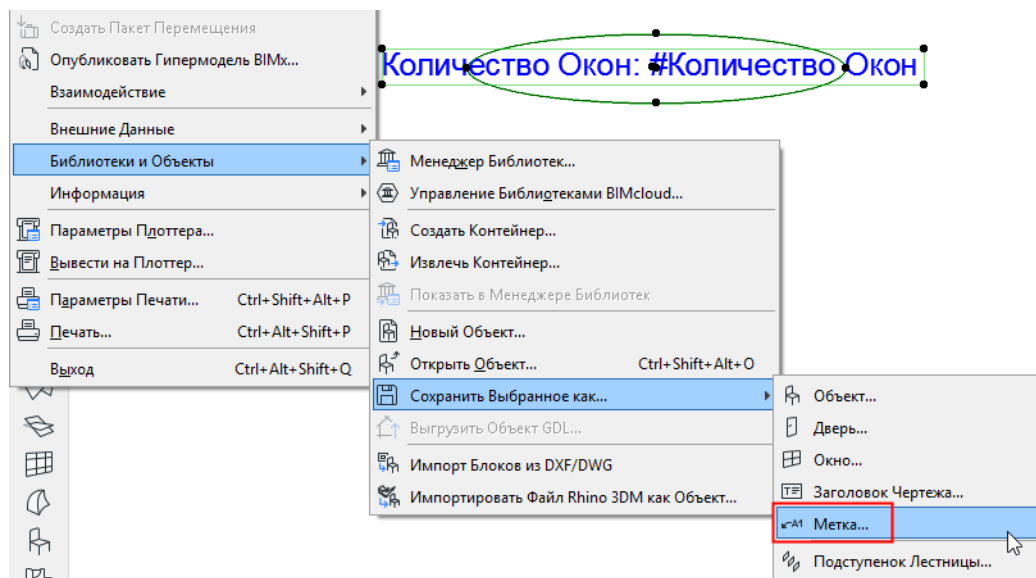 Создать Пакет Перемещения
Опубликовать Гипермодель BIMx...
Взаимодействие
Внешние Данные
Библиотеки и Объекты
Информация
Параметры Плоттера...
Вывести на Плоттер...
Параметры Печати... Ctrl+Shift+Alt+P
Печать... Ctrl+Alt+Shift+P
Выход Ctrl+Alt+Shift+Q
Количество Окон: #Количество Окон
Менеджер Библиотек...
Управление Библиотеками BIMcloud...
Создать Контейнер...
Извлечь Контейнер...
Показать в Менеджере Библиотек
Новый Объект...
Открыть Объект... Ctrl+Shift+Alt+O
Сохранить Выбранное как...
Выгрузить Объект GDL...
Импорт Блоков из DXF/DWG
Импортировать Файл Rhino 3DM как Объект...
Объект...
Дверь...
Окно...
Заголовок Чертежа...
A1 Метка...
Подступенок Лестницы...